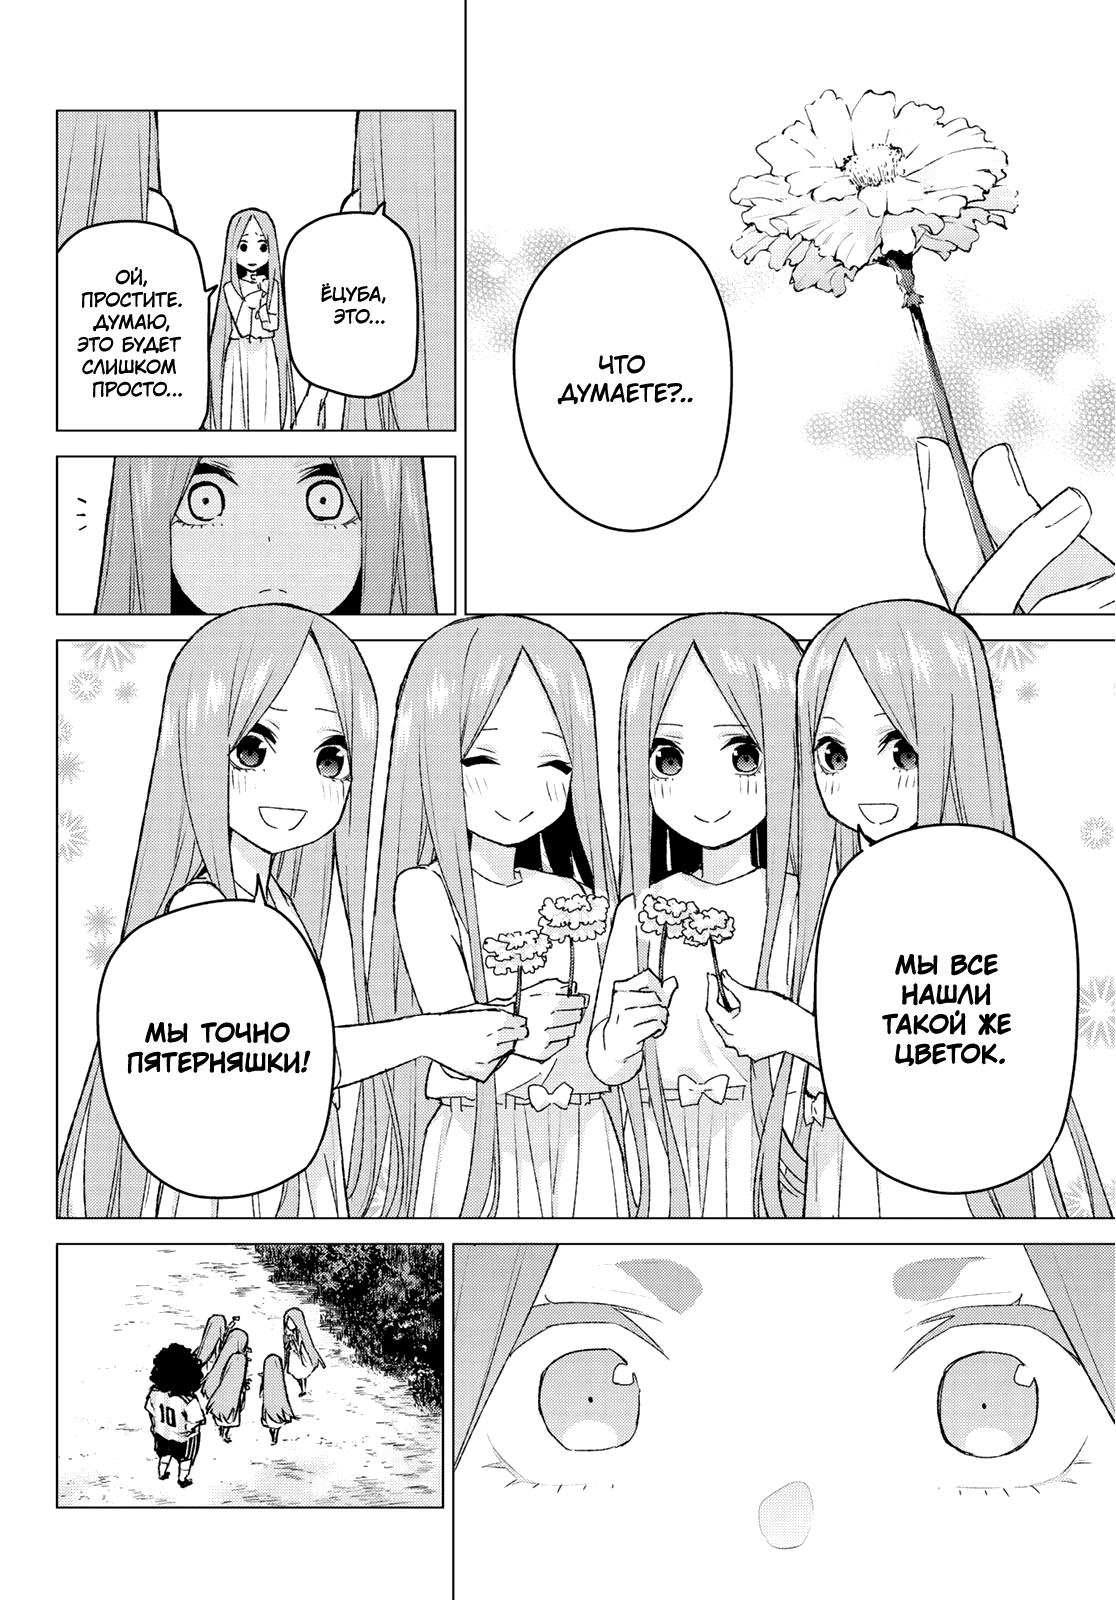 ЧТО
ДУМАЕТЕ?..
ЁЦУБА,
ЭТО...
ОЙ,
ПРОСТИТЕ.
ДУМАЮ,
ЭТО БУДЕТ
СЛИШКОМ
ПРОСТО...
МЫ ВСЕ
НАШЛИ
ТАКОЙ ЖЕ
ЦВЕТОК.
МЫ ТОЧНО
ПЯТЕРНЯШКИ!
10